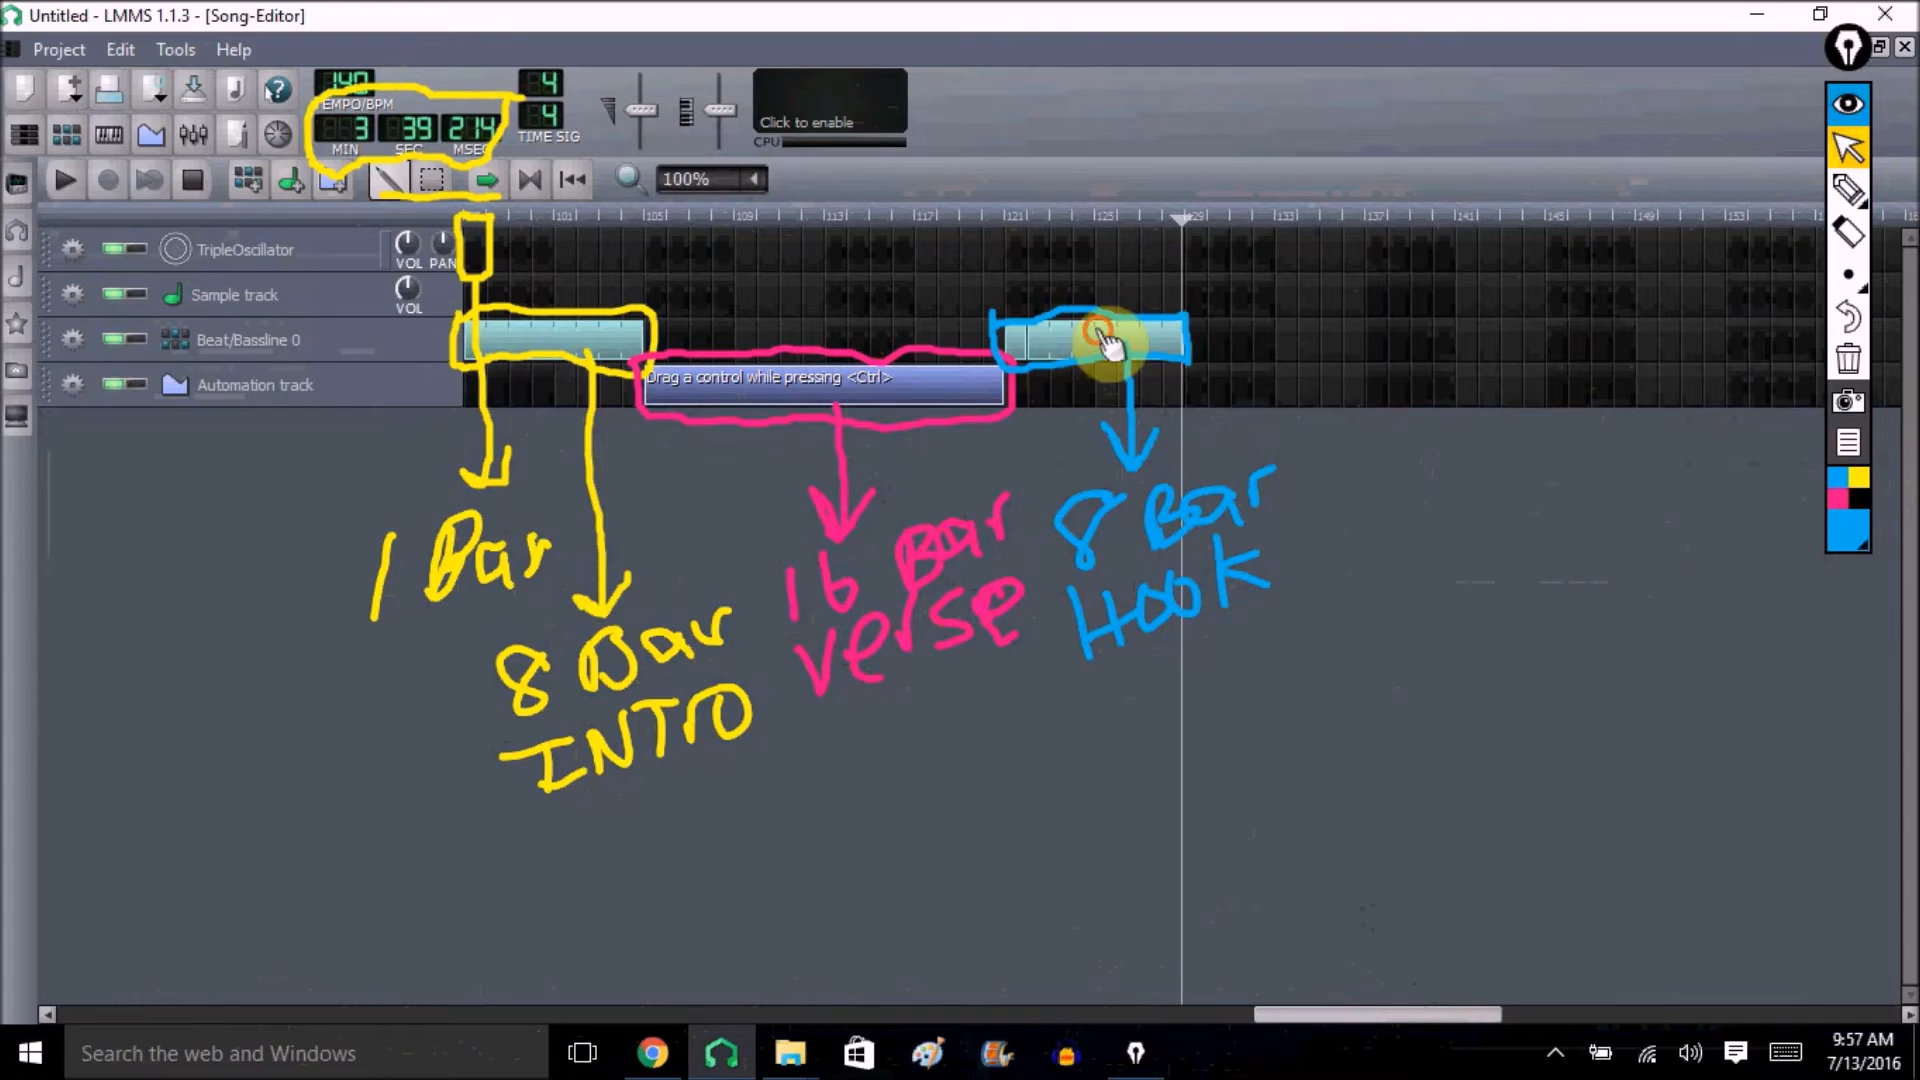 Untitled - LMMS 1.1.3 - [Song-Editor]
Project Edit Tools Help
140
EMPO/BPM
3 39 214
MIN SEC MSEC
4
4
TIME SIG
Click to enable
CPU
100%
101 105 109 113 117 121 125 129 133 137 141 145 149 153
TripleOscillator VOL PAN
Sample track VOL
Beat/Bassline 0
Automation track
Drag a control while pressing <Ctrl>
1 Bar
8 Bar
INTrO
16 Bar
verse
8 Bar
HOOK
Search the web and Windows
9:57 AM
7/13/2016